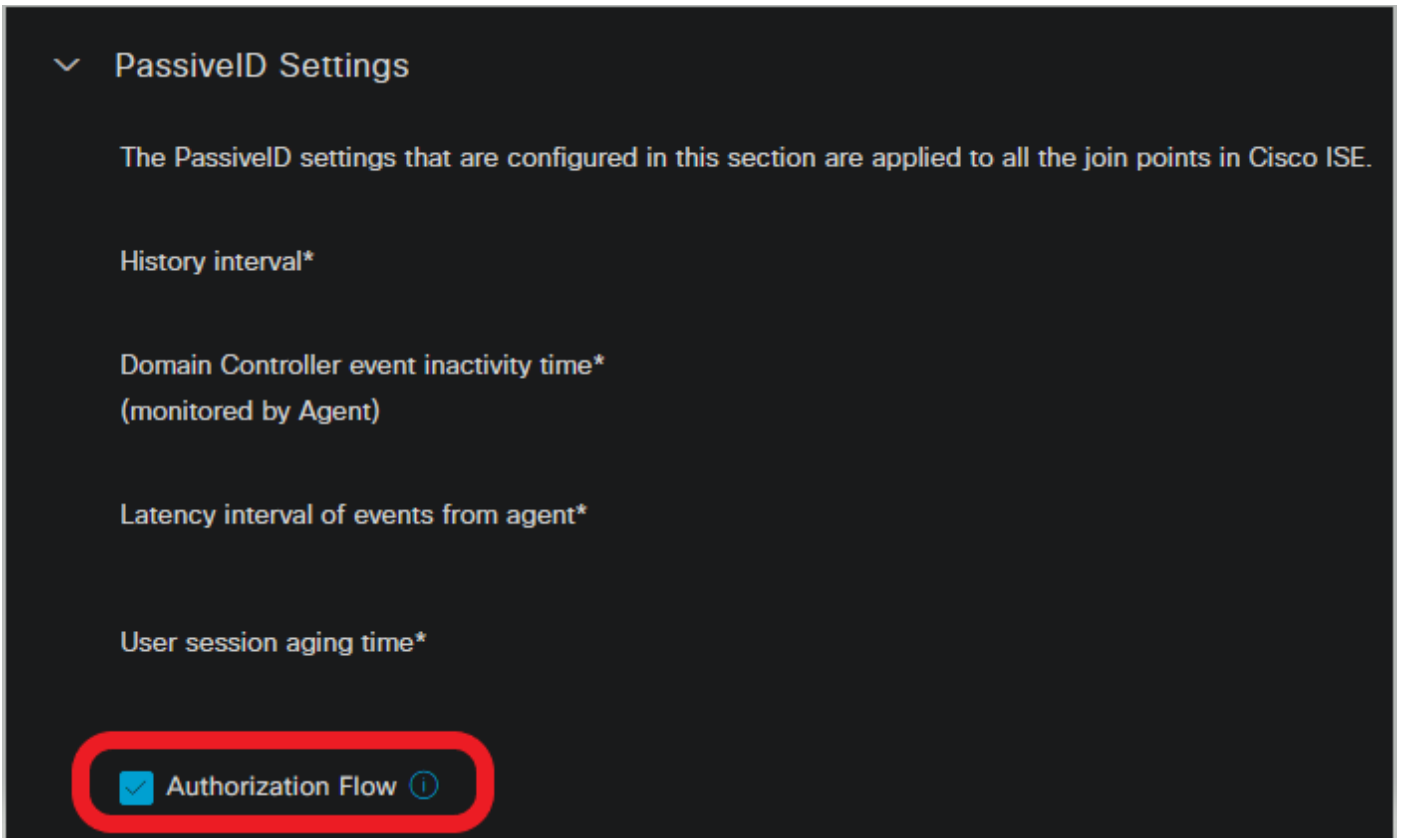 PassiveID Settings
The PassiveID settings that are configured in this section are applied to all the join points in Cisco ISE.
History interval*
Domain Controller event inactivity time*
(monitored by Agent)
Latency interval of events from agent*
User session aging time*
Authorization Flow